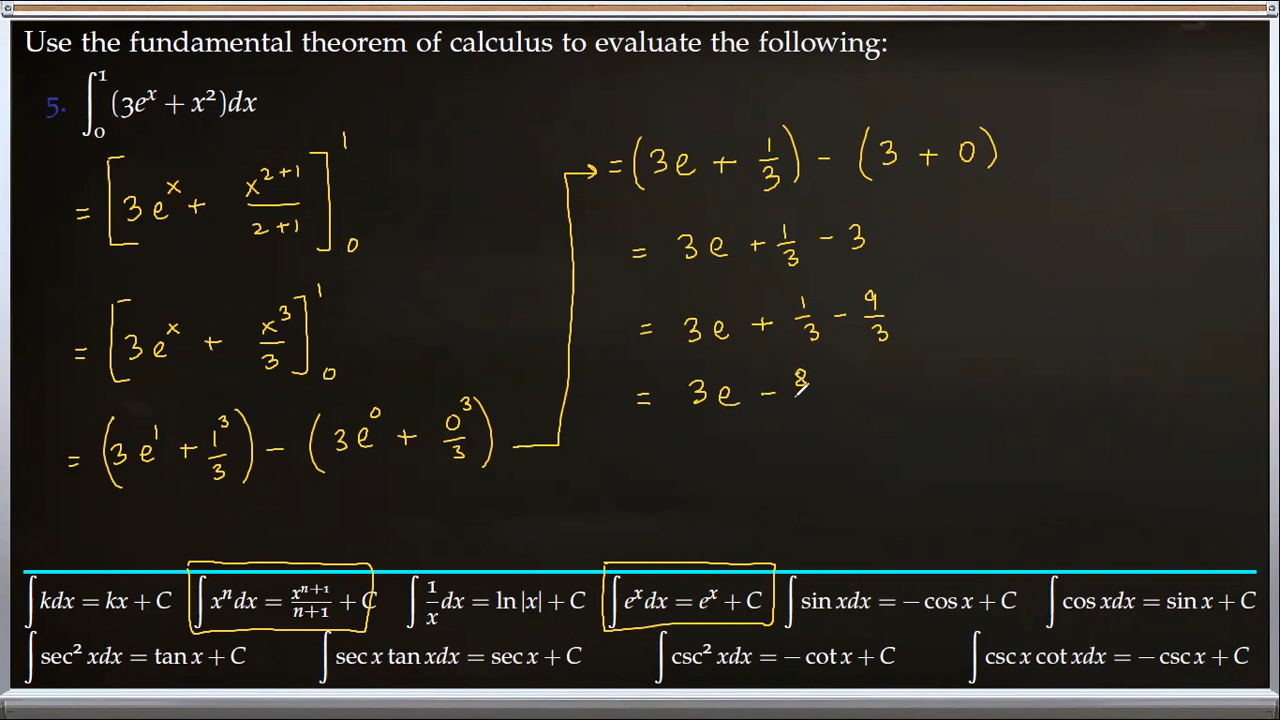 Use the fundamental theorem of calculus to evaluate the following:
5. ∫₀¹ (3eˣ + x²)dx
= [3eˣ + x²⁺¹/(2+1)]₀¹
= [3eˣ + x³/3]₀¹
= (3e¹ + 1³/3) − (3e⁰ + 0³/3)
= (3e + 1/3) − (3 + 0)
= 3e + 1/3 − 3
= 3e + 1/3 − 9/3
= 3e − 8
∫kdx = kx + C ∫xⁿdx = xⁿ⁺¹/(n+1) + C ∫1/x dx = ln|x| + C ∫eˣdx = eˣ + C ∫sin xdx = −cos x + C ∫cos xdx = sin x + C
∫sec² xdx = tan x + C ∫sec x tan xdx = sec x + C ∫csc² xdx = −cot x + C ∫csc x cot xdx = −csc x + C